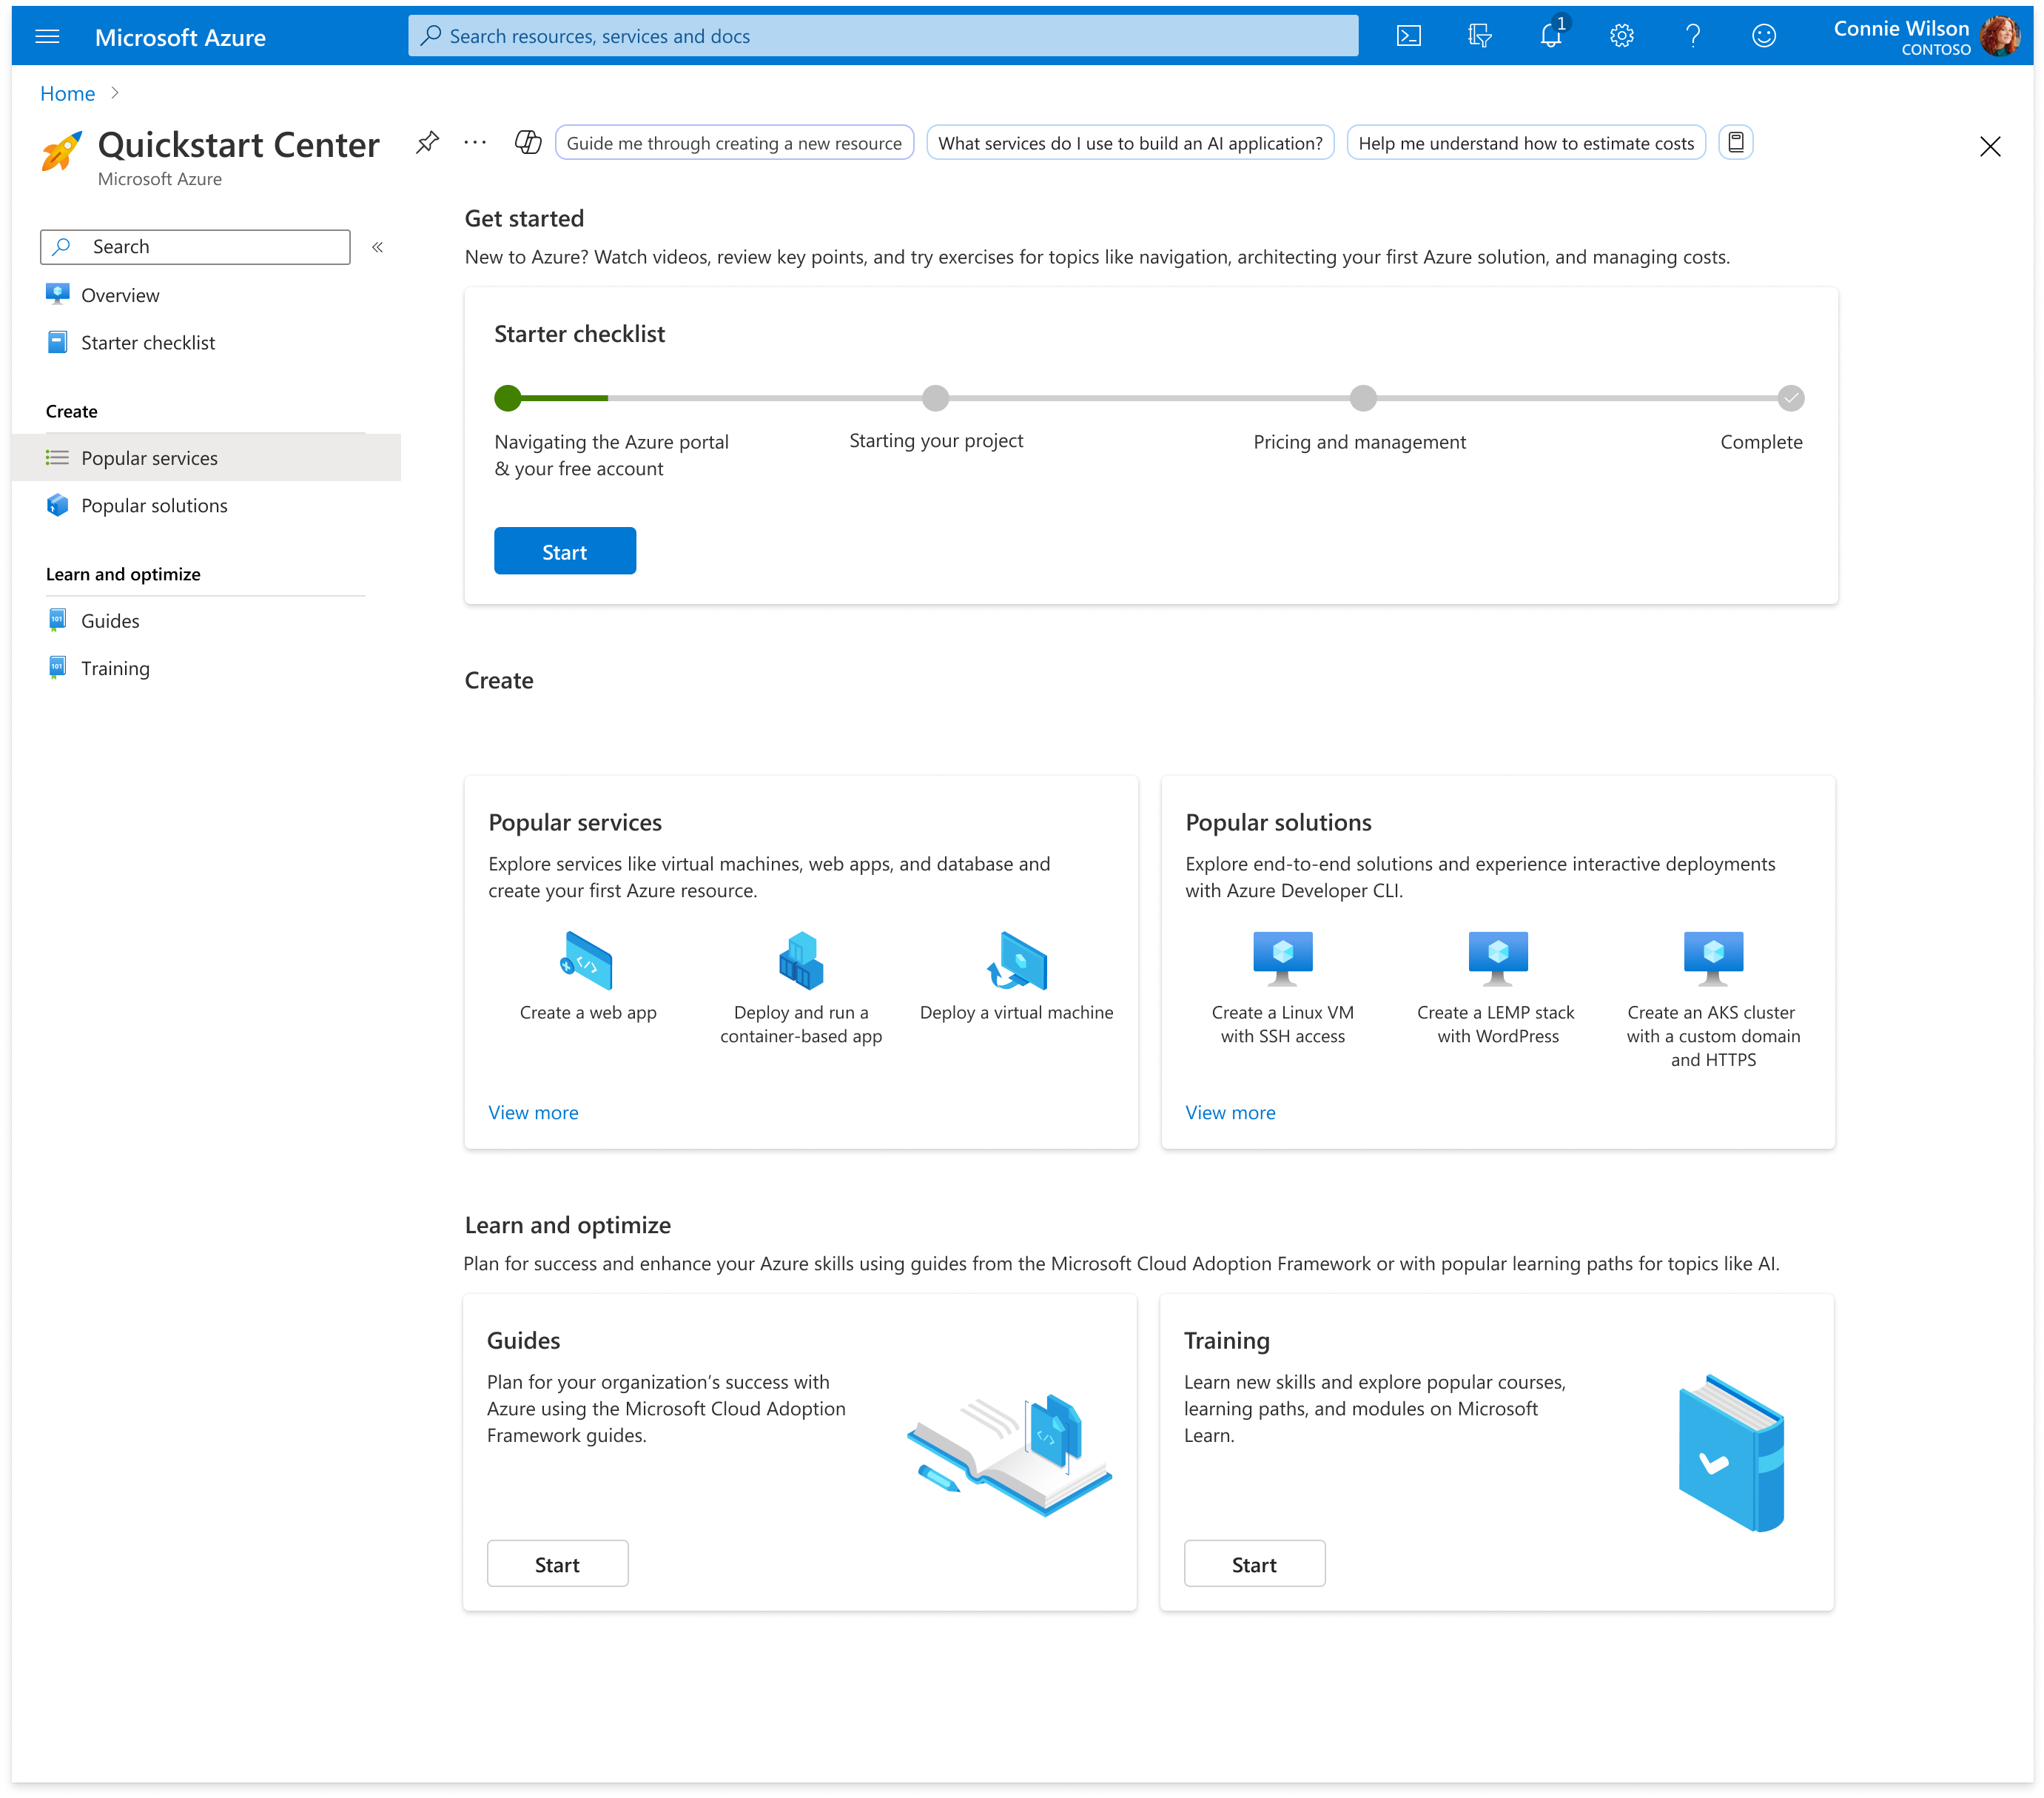 Microsoft Azure
Search resources, services and docs
1
Connie Wilson
CONTOSO
Home
Quickstart Center
Microsoft Azure
Guide me through creating a new resource
What services do I use to build an AI application?
Help me understand how to estimate costs
Search
Overview
Starter checklist
Create
Popular services
Popular solutions
Learn and optimize
101
Guides
101
Training
Get started
New to Azure? Watch videos, review key points, and try exercises for topics like navigation, architecting your first Azure solution, and managing costs.
Starter checklist
Navigating the Azure portal
& your free account
Starting your project
Pricing and management
Complete
Start
Create
Popular services
Explore services like virtual machines, web apps, and database and
create your first Azure resource.
Create a web app
Deploy and run a
container-based app
Deploy a virtual machine
View more
Popular solutions
Explore end-to-end solutions and experience interactive deployments
with Azure Developer CLI.
Create a Linux VM
with SSH access
Create a LEMP stack
with WordPress
Create an AKS cluster
with a custom domain
and HTTPS
View more
Learn and optimize
Plan for success and enhance your Azure skills using guides from the Microsoft Cloud Adoption Framework or with popular learning paths for topics like AI.
Guides
Plan for your organization’s success with
Azure using the Microsoft Cloud Adoption
Framework guides.
Start
Training
Learn new skills and explore popular courses,
learning paths, and modules on Microsoft
Learn.
Start